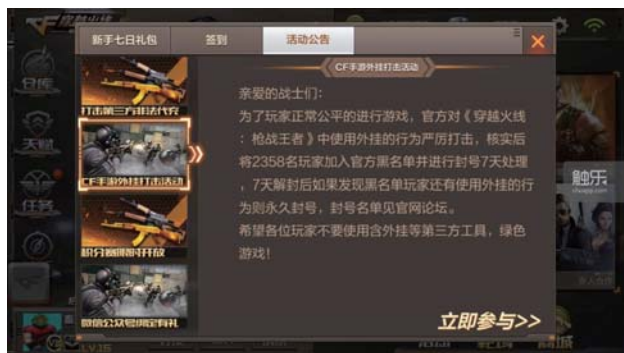 穿越火线
新手七日礼包
签到
活动公告
仓库
天赋
任务
打击第三方非法代充
CF手游外挂打击活动
积分赛限时开放
微信公众号绑定有礼
CF手游外挂打击活动
亲爱的战士们：
为了玩家正常公平的进行游戏，官方对《穿越火线
：枪战王者》中使用外挂的行为严厉打击，核实后
将2358名玩家加入官方黑名单并进行封号7天处理
，7天解封后如果发现黑名单玩家还有使用外挂的行
为则永久封号，封号名单见官网论坛。
希望各位玩家不要使用含外挂等第三方工具，绿色
游戏！
立即参与>>
触乐
chuapp.com
LV.15
商城